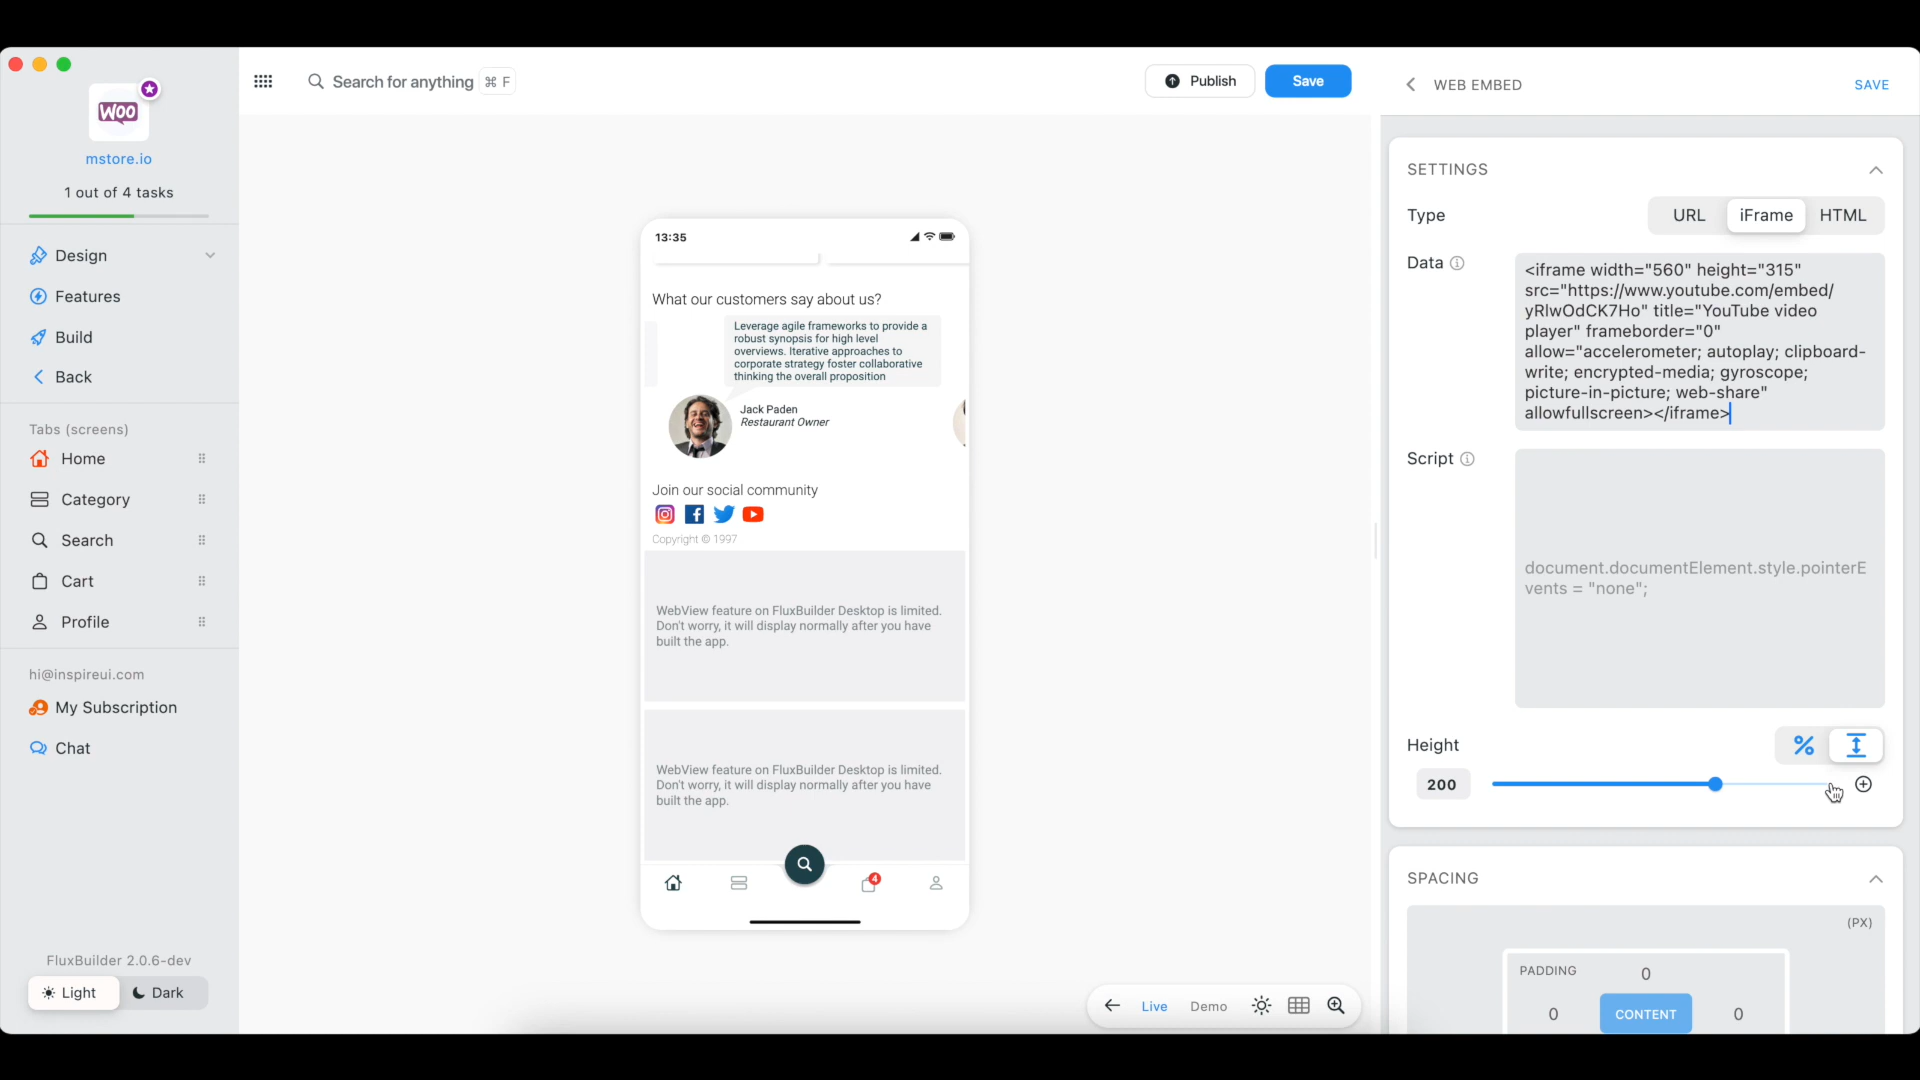 WOO
mstore.io
1 out of 4 tasks
Design
Features
Build
Back
Tabs (screens)
Home
Category
Search
Cart
Profile
hi@inspireui.com
My Subscription
Chat
FluxBuilder 2.0.6-dev
Light
Dark
Search for anything ⌘ F
Publish
Save
13:35
What our customers say about us?
Leverage agile frameworks to provide a
robust synopsis for high level
overviews. Iterative approaches to
corporate strategy foster collaborative
thinking the overall proposition
Jack Paden
Restaurant Owner
Join our social community
Copyright © 1997
WebView feature on FluxBuilder Desktop is limited.
Don't worry, it will display normally after you have
built the app.
WebView feature on FluxBuilder Desktop is limited.
Don't worry, it will display normally after you have
built the app.
4
Live
Demo
WEB EMBED
SAVE
SETTINGS
Type
URL
iFrame
HTML
Data
<iframe width="560" height="315"
src="https://www.youtube.com/embed/
yRlwOdCK7Ho" title="YouTube video
player" frameborder="0"
allow="accelerometer; autoplay; clipboard-
write; encrypted-media; gyroscope;
picture-in-picture; web-share"
allowfullscreen></iframe>
Script
document.documentElement.style.pointerE
vents = "none";
Height
%
200
SPACING
(PX)
PADDING
0
0
CONTENT
0